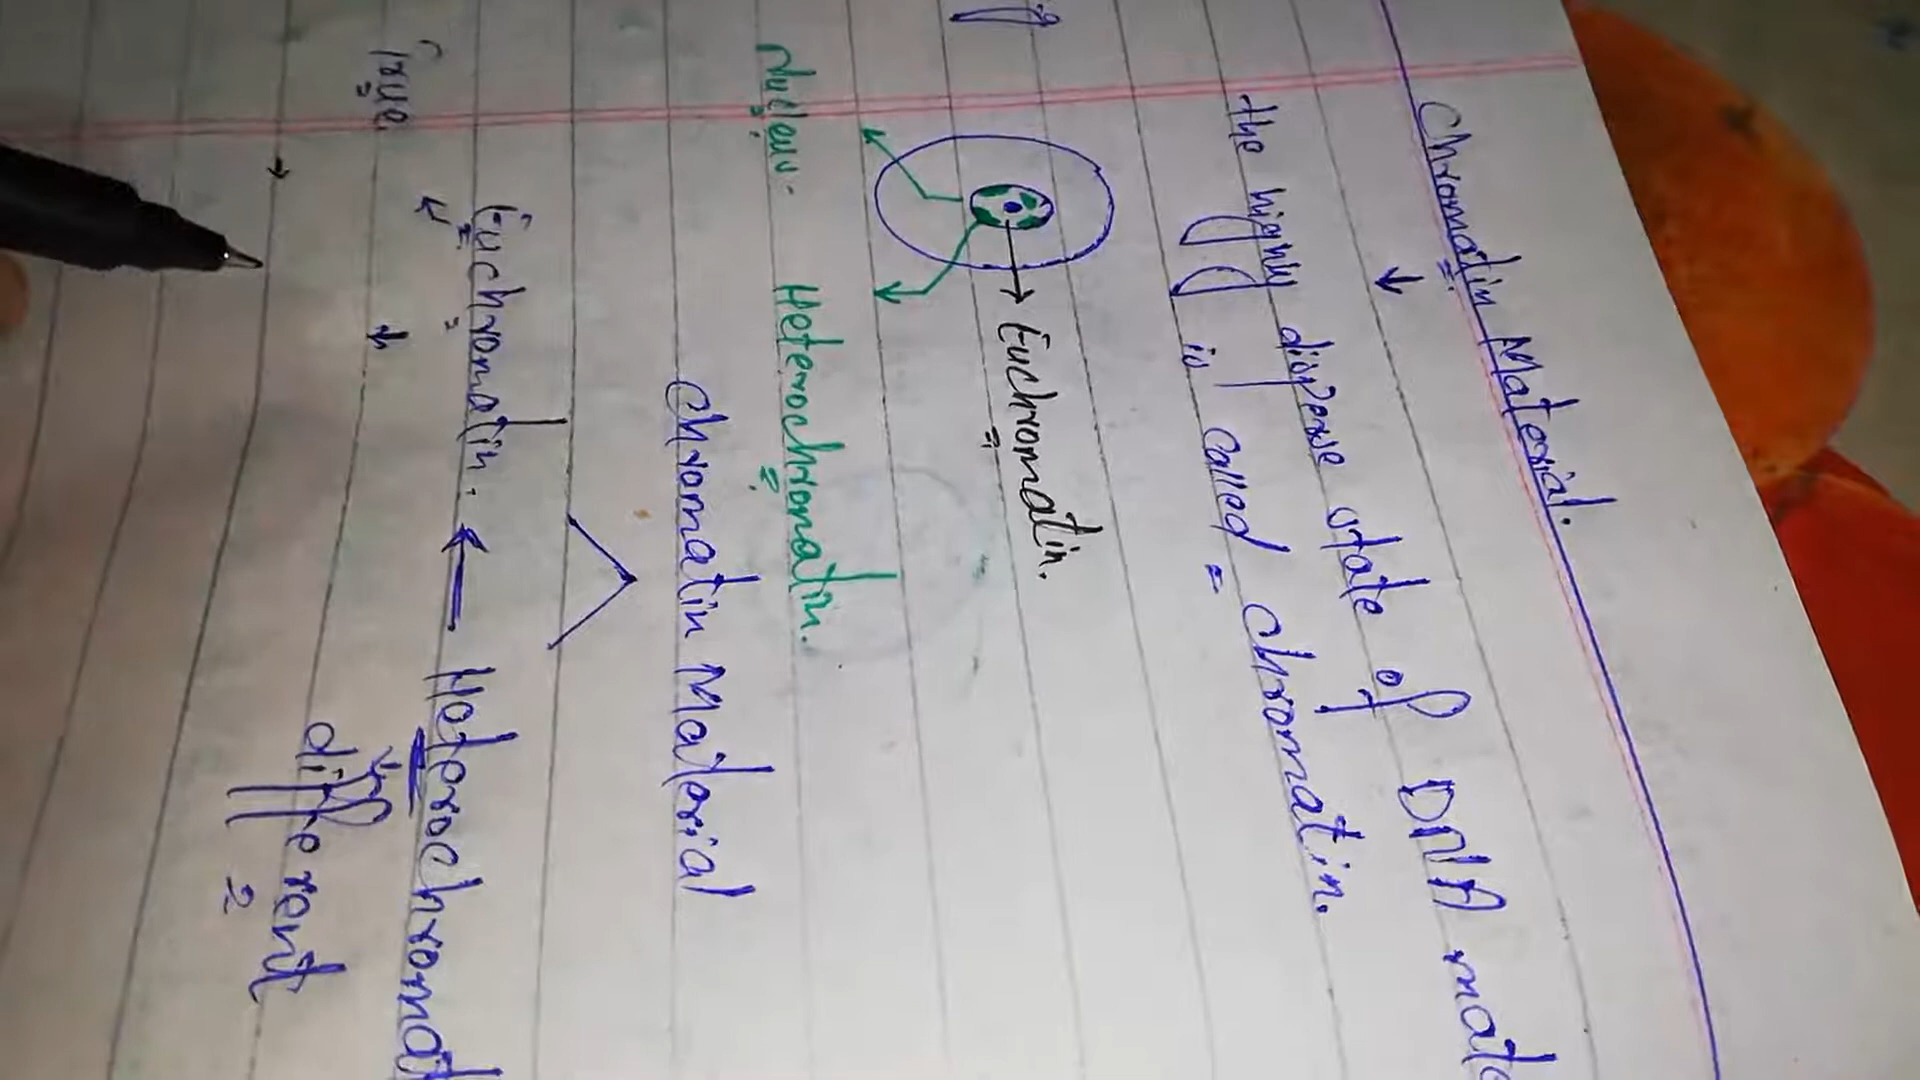 Chromatin Material.
the highly disperse state of DNA mate
is called = Chromatin.
→ Euchromatin.
Nucleus. Heterochromatin.
Chromatin Material
Euchromatin. ← Heterochromat
True
different